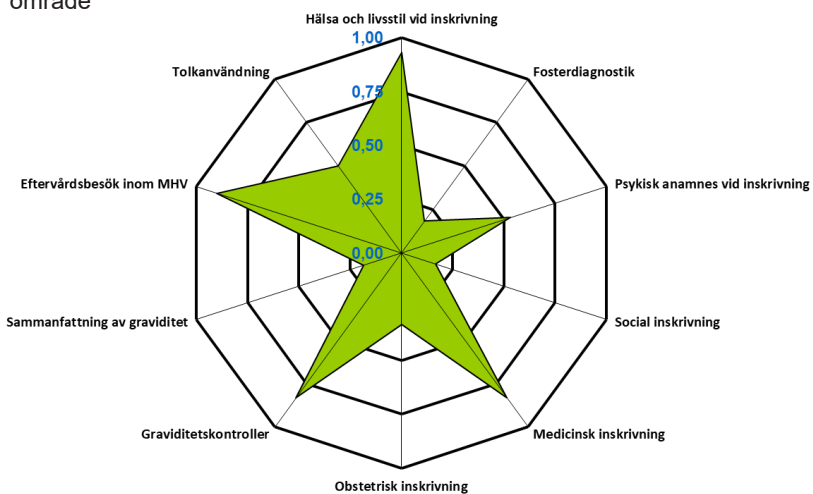 område
Hälsa och livsstil vid inskrivning
1,00
Tolkanvändning
Fosterdiagnostik
0,75
0,50
Eftervårdsbesök inom MHV
Psykisk anamnes vid inskrivning
0,25
0,00
Sammanfattning av graviditet
Social inskrivning
Graviditetskontroller
Medicinsk inskrivning
Obstetrisk inskrivning